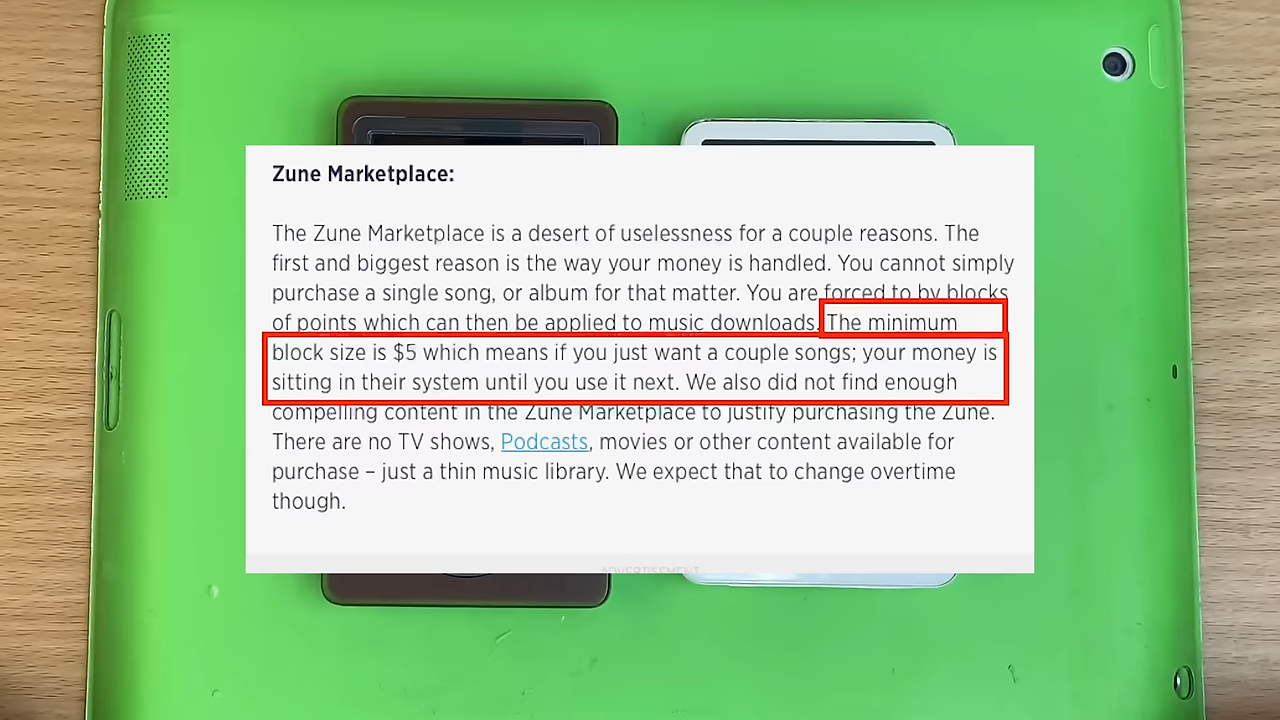 Zune Marketplace:
The Zune Marketplace is a desert of uselessness for a couple reasons. The
first and biggest reason is the way your money is handled. You cannot simply
purchase a single song, or album for that matter. You are forced to by blocks
of points which can then be applied to music downloads. The minimum
block size is $5 which means if you just want a couple songs; your money is
sitting in their system until you use it next. We also did not find enough
compelling content in the Zune Marketplace to justify purchasing the Zune.
There are no TV shows, Podcasts, movies or other content available for
purchase – just a thin music library. We expect that to change overtime
though.
ADVERTISEMENT